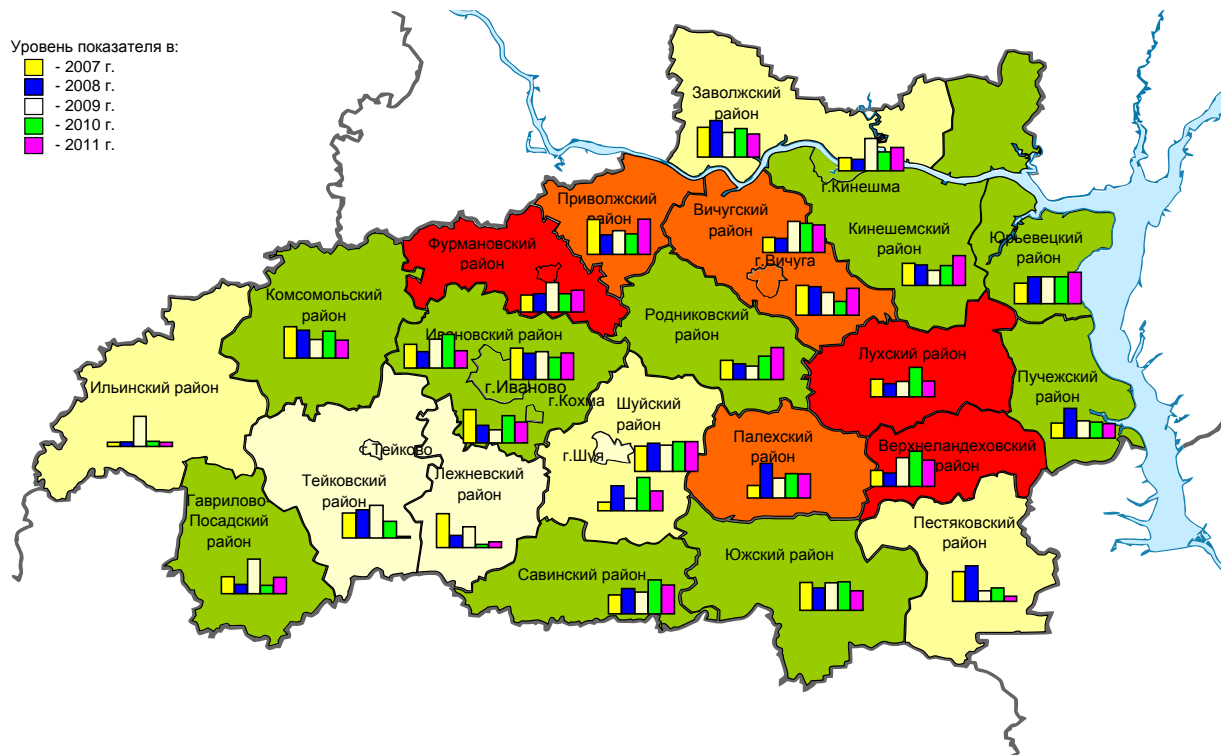 Уровень показателя в:
- 2007 г.
- 2008 г.
- 2009 г.
- 2010 г.
- 2011 г.
Заволжский
район
г.Кинешма
Приволжский
район
Вичугский
район
Кинешемский
район
Юрьевецкий
район
Фурмановский
район
г.Вичуга
Комсомольский
район
Ивановский район
Родниковский
район
Лухский район
Ильинский район
г.Иваново
г.Кохма
Шуйский
район
Пучежский
район
г.Тейково
г.Шуя
Палехский
район
Верхнеландеховский
район
Тейковский
район
Лежневский
район
Гаврилово-
Посадский
район
Пестяковский
район
Савинский район
Южский район